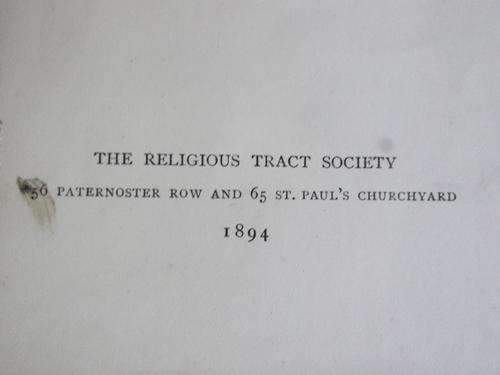 THE RELIGIOUS TRACT SOCIETY
56 PATERNOSTER ROW AND 65 ST. PAUL'S CHURCHYARD
1894